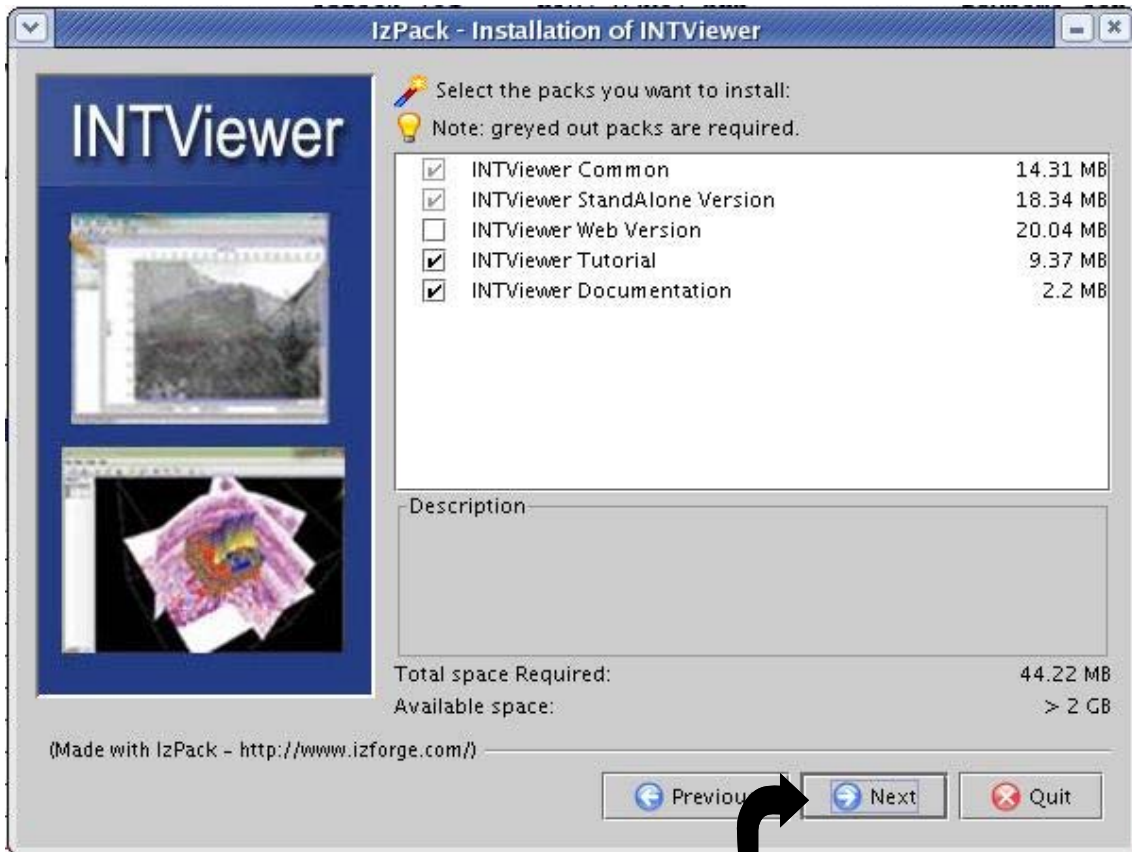 IzPack - Installation of INTViewer
INTViewer
Select the packs you want to install:
Note: greyed out packs are required.
INTViewer Common 14.31 MB
INTViewer StandAlone Version 18.34 MB
INTViewer Web Version 20.04 MB
INTViewer Tutorial 9.37 MB
INTViewer Documentation 2.2 MB
Description
Total space Required: 44.22 MB
Available space: > 2 GB
(Made with IzPack - http://www.izforge.com/)
Previou Next Quit